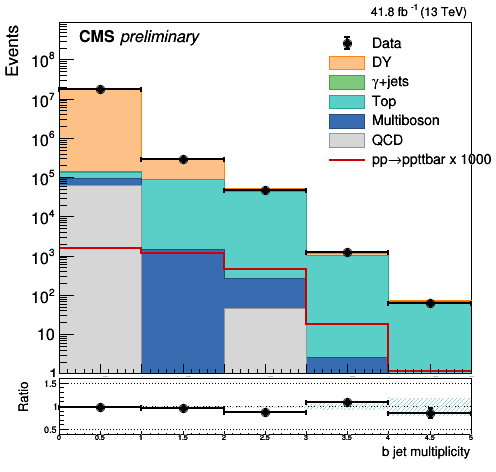 41.8 fb⁻¹ (13 TeV)
CMS preliminary
Events
Data
DY
γ+jets
Top
Multiboson
QCD
pp→ppttbar x 1000
10⁸
10⁷
10⁶
10⁵
10⁴
10³
10²
10
1
Ratio
1.5
1
0.5
0 0.5 1 1.5 2 2.5 3 3.5 4 4.5 5
b jet multiplicity